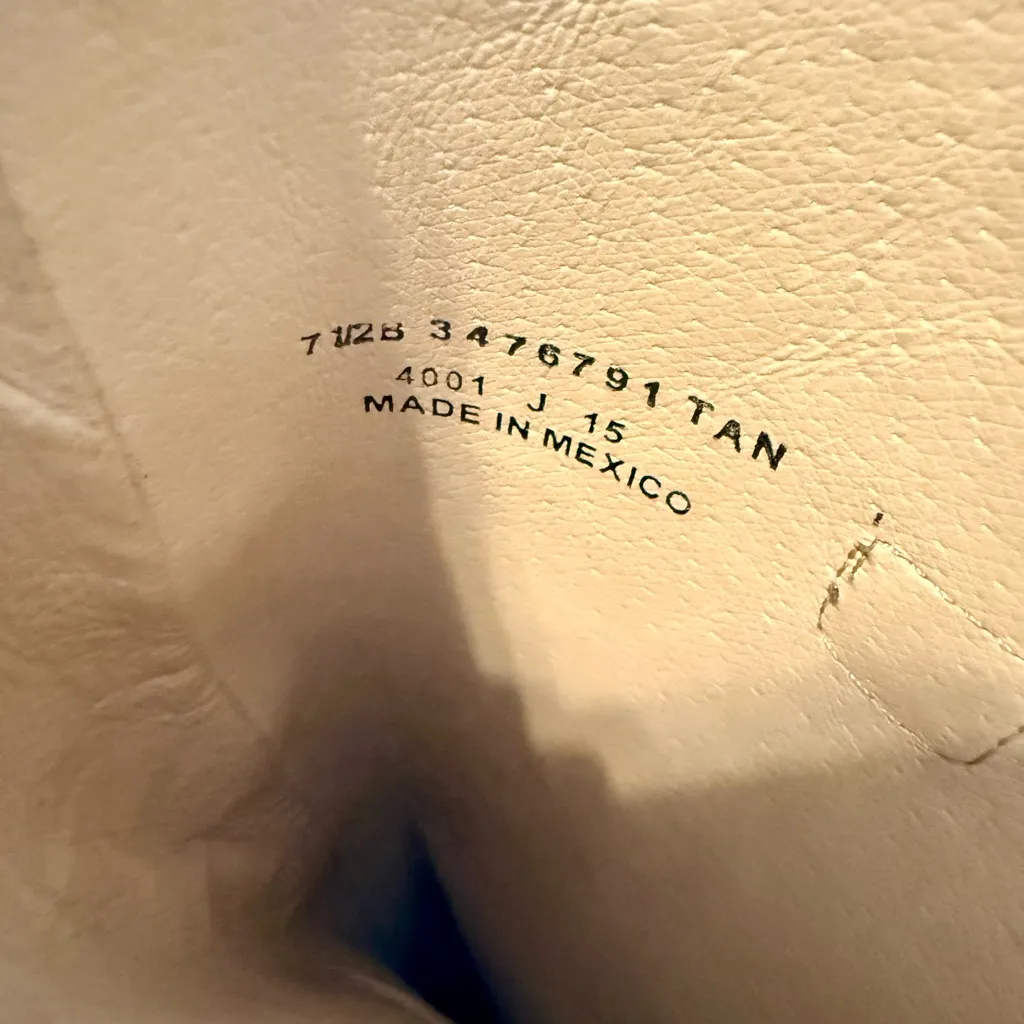 7 1/2B 3476791 TAN
4001 J 15
MADE IN MEXICO